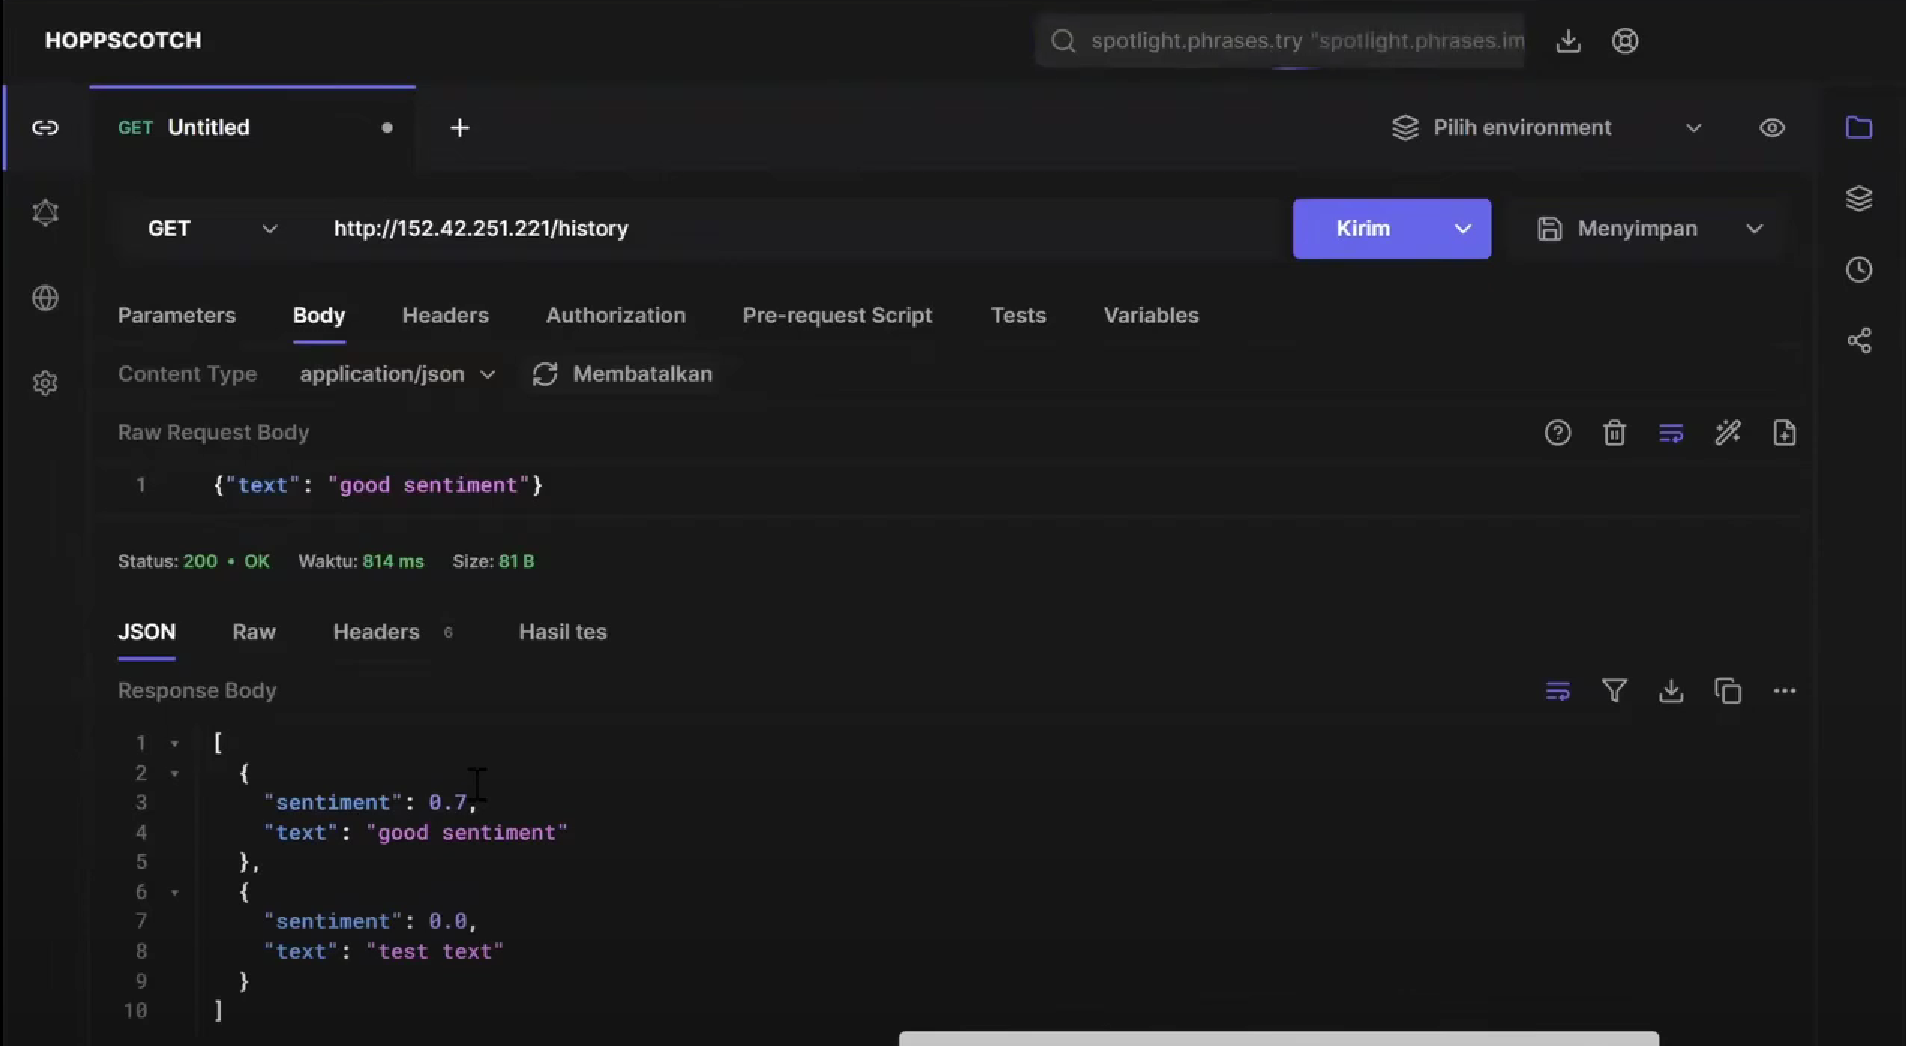 HOPPSCOTCH
spotlight.phrases.try "spotlight.phrases.im
GET Untitled
Pilih environment
GET
http://152.42.251.221/history
Kirim
Menyimpan
Parameters Body Headers Authorization Pre-request Script Tests Variables
Content Type application/json Membatalkan
Raw Request Body
1 {"text": "good sentiment"}
Status: 200 • OK Waktu: 814 ms Size: 81 B
JSON Raw Headers 6 Hasil tes
Response Body
1 [
2 {
3 "sentiment": 0.7,
4 "text": "good sentiment"
5 },
6 {
7 "sentiment": 0.0,
8 "text": "test text"
9 }
10 ]